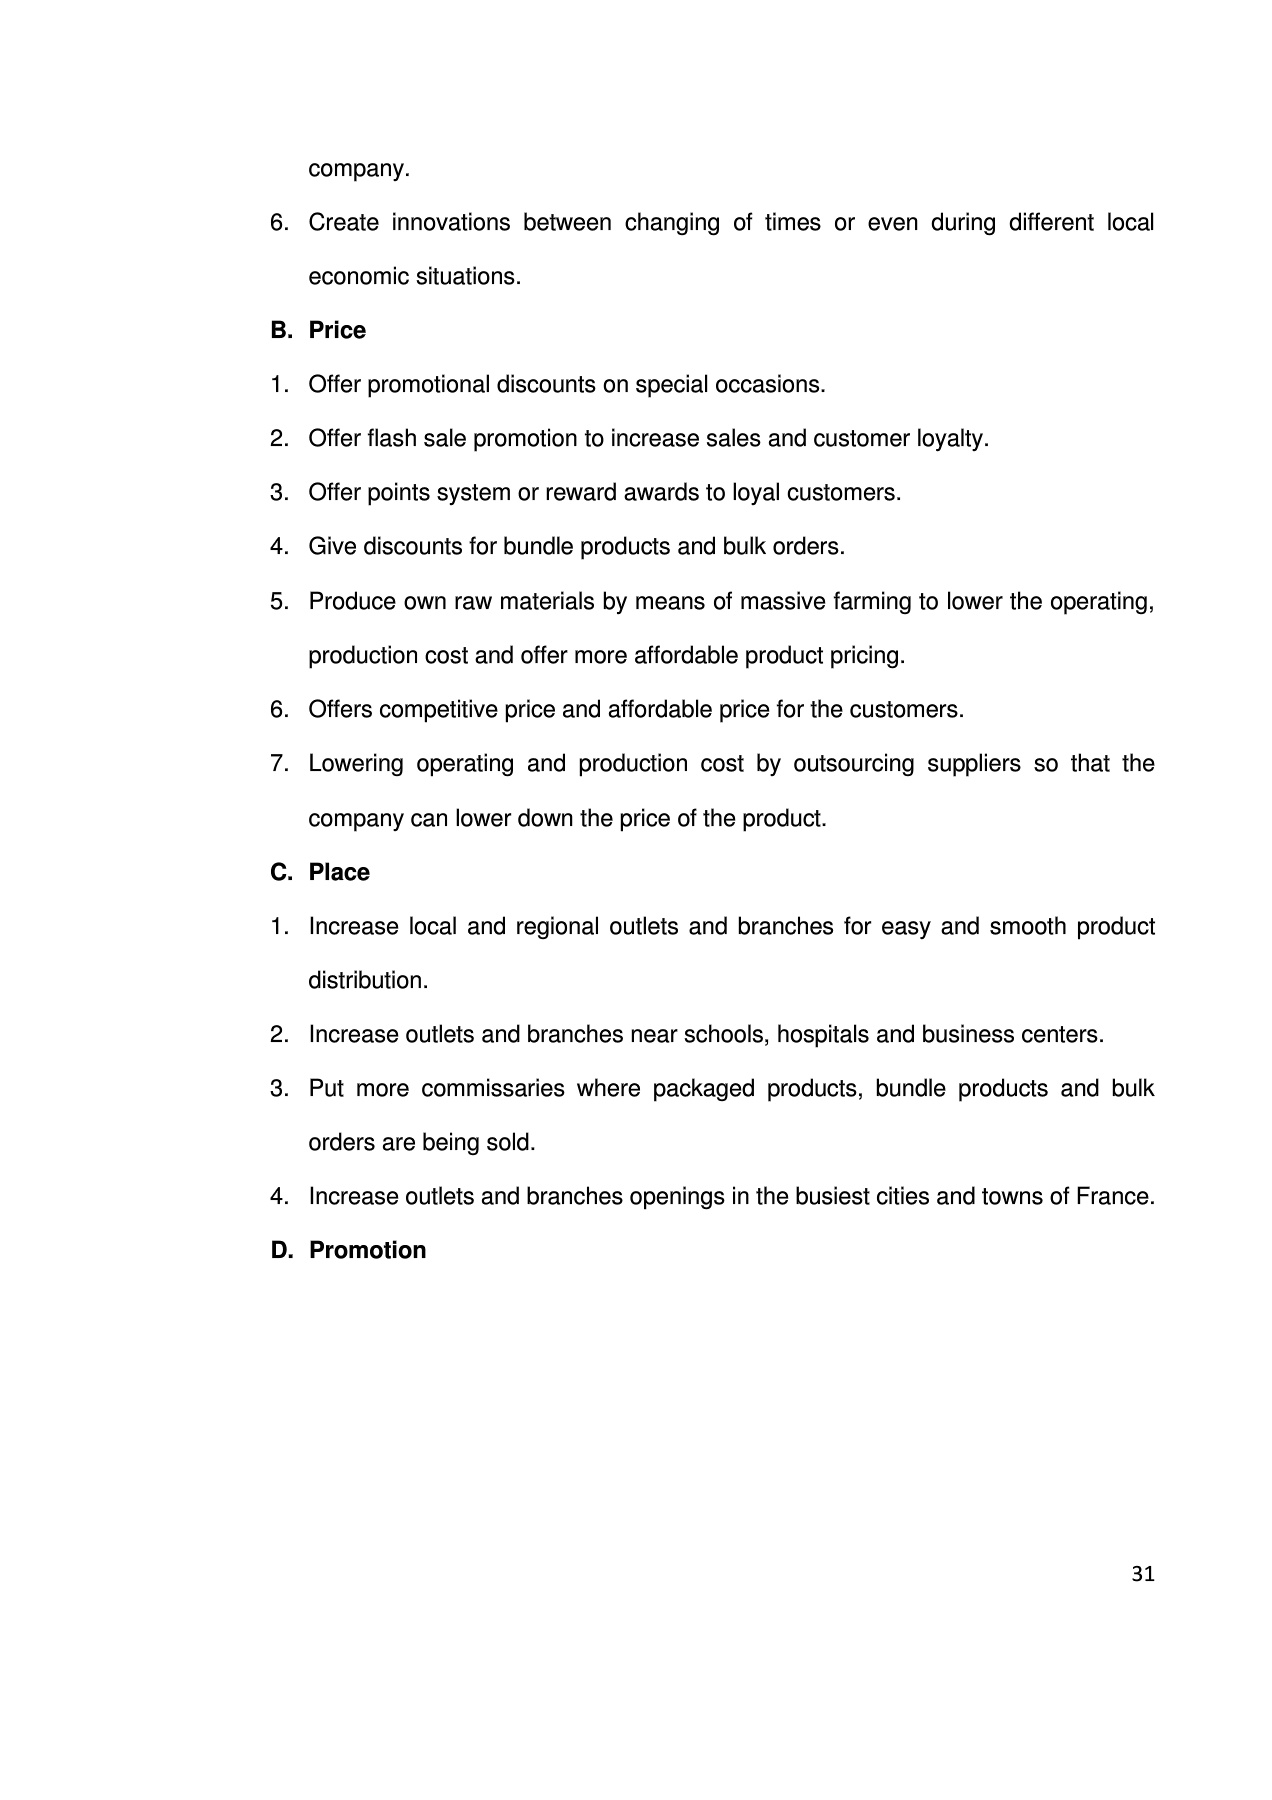 company.
6. Create innovations between changing of times or even during different local
economic situations.
B. Price
1. Offer promotional discounts on special occasions.
2. Offer flash sale promotion to increase sales and customer loyalty.
3. Offer points system or reward awards to loyal customers.
4. Give discounts for bundle products and bulk orders.
5. Produce own raw materials by means of massive farming to lower the operating,
production cost and offer more affordable product pricing.
6. Offers competitive price and affordable price for the customers.
7. Lowering operating and production cost by outsourcing suppliers so that the
company can lower down the price of the product.
C. Place
1. Increase local and regional outlets and branches for easy and smooth product
distribution.
2. Increase outlets and branches near schools, hospitals and business centers.
3. Put more commissaries where packaged products, bundle products and bulk
orders are being sold.
4. Increase outlets and branches openings in the busiest cities and towns of France.
D. Promotion
31